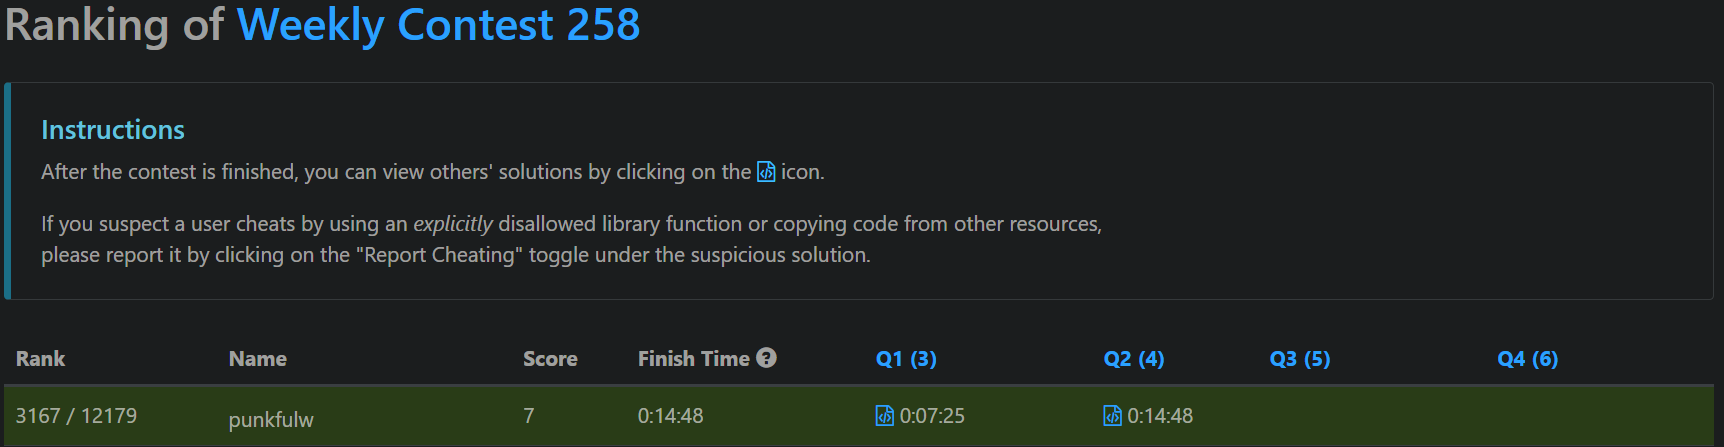 Ranking of Weekly Contest 258
Instructions
After the contest is finished, you can view others' solutions by clicking on the icon.
If you suspect a user cheats by using an explicitly disallowed library function or copying code from other resources,
please report it by clicking on the "Report Cheating" toggle under the suspicious solution.
Rank Name Score Finish Time Q1 (3) Q2 (4) Q3 (5) Q4 (6)
3167 / 12179 punkfulw 7 0:14:48 0:07:25 0:14:48